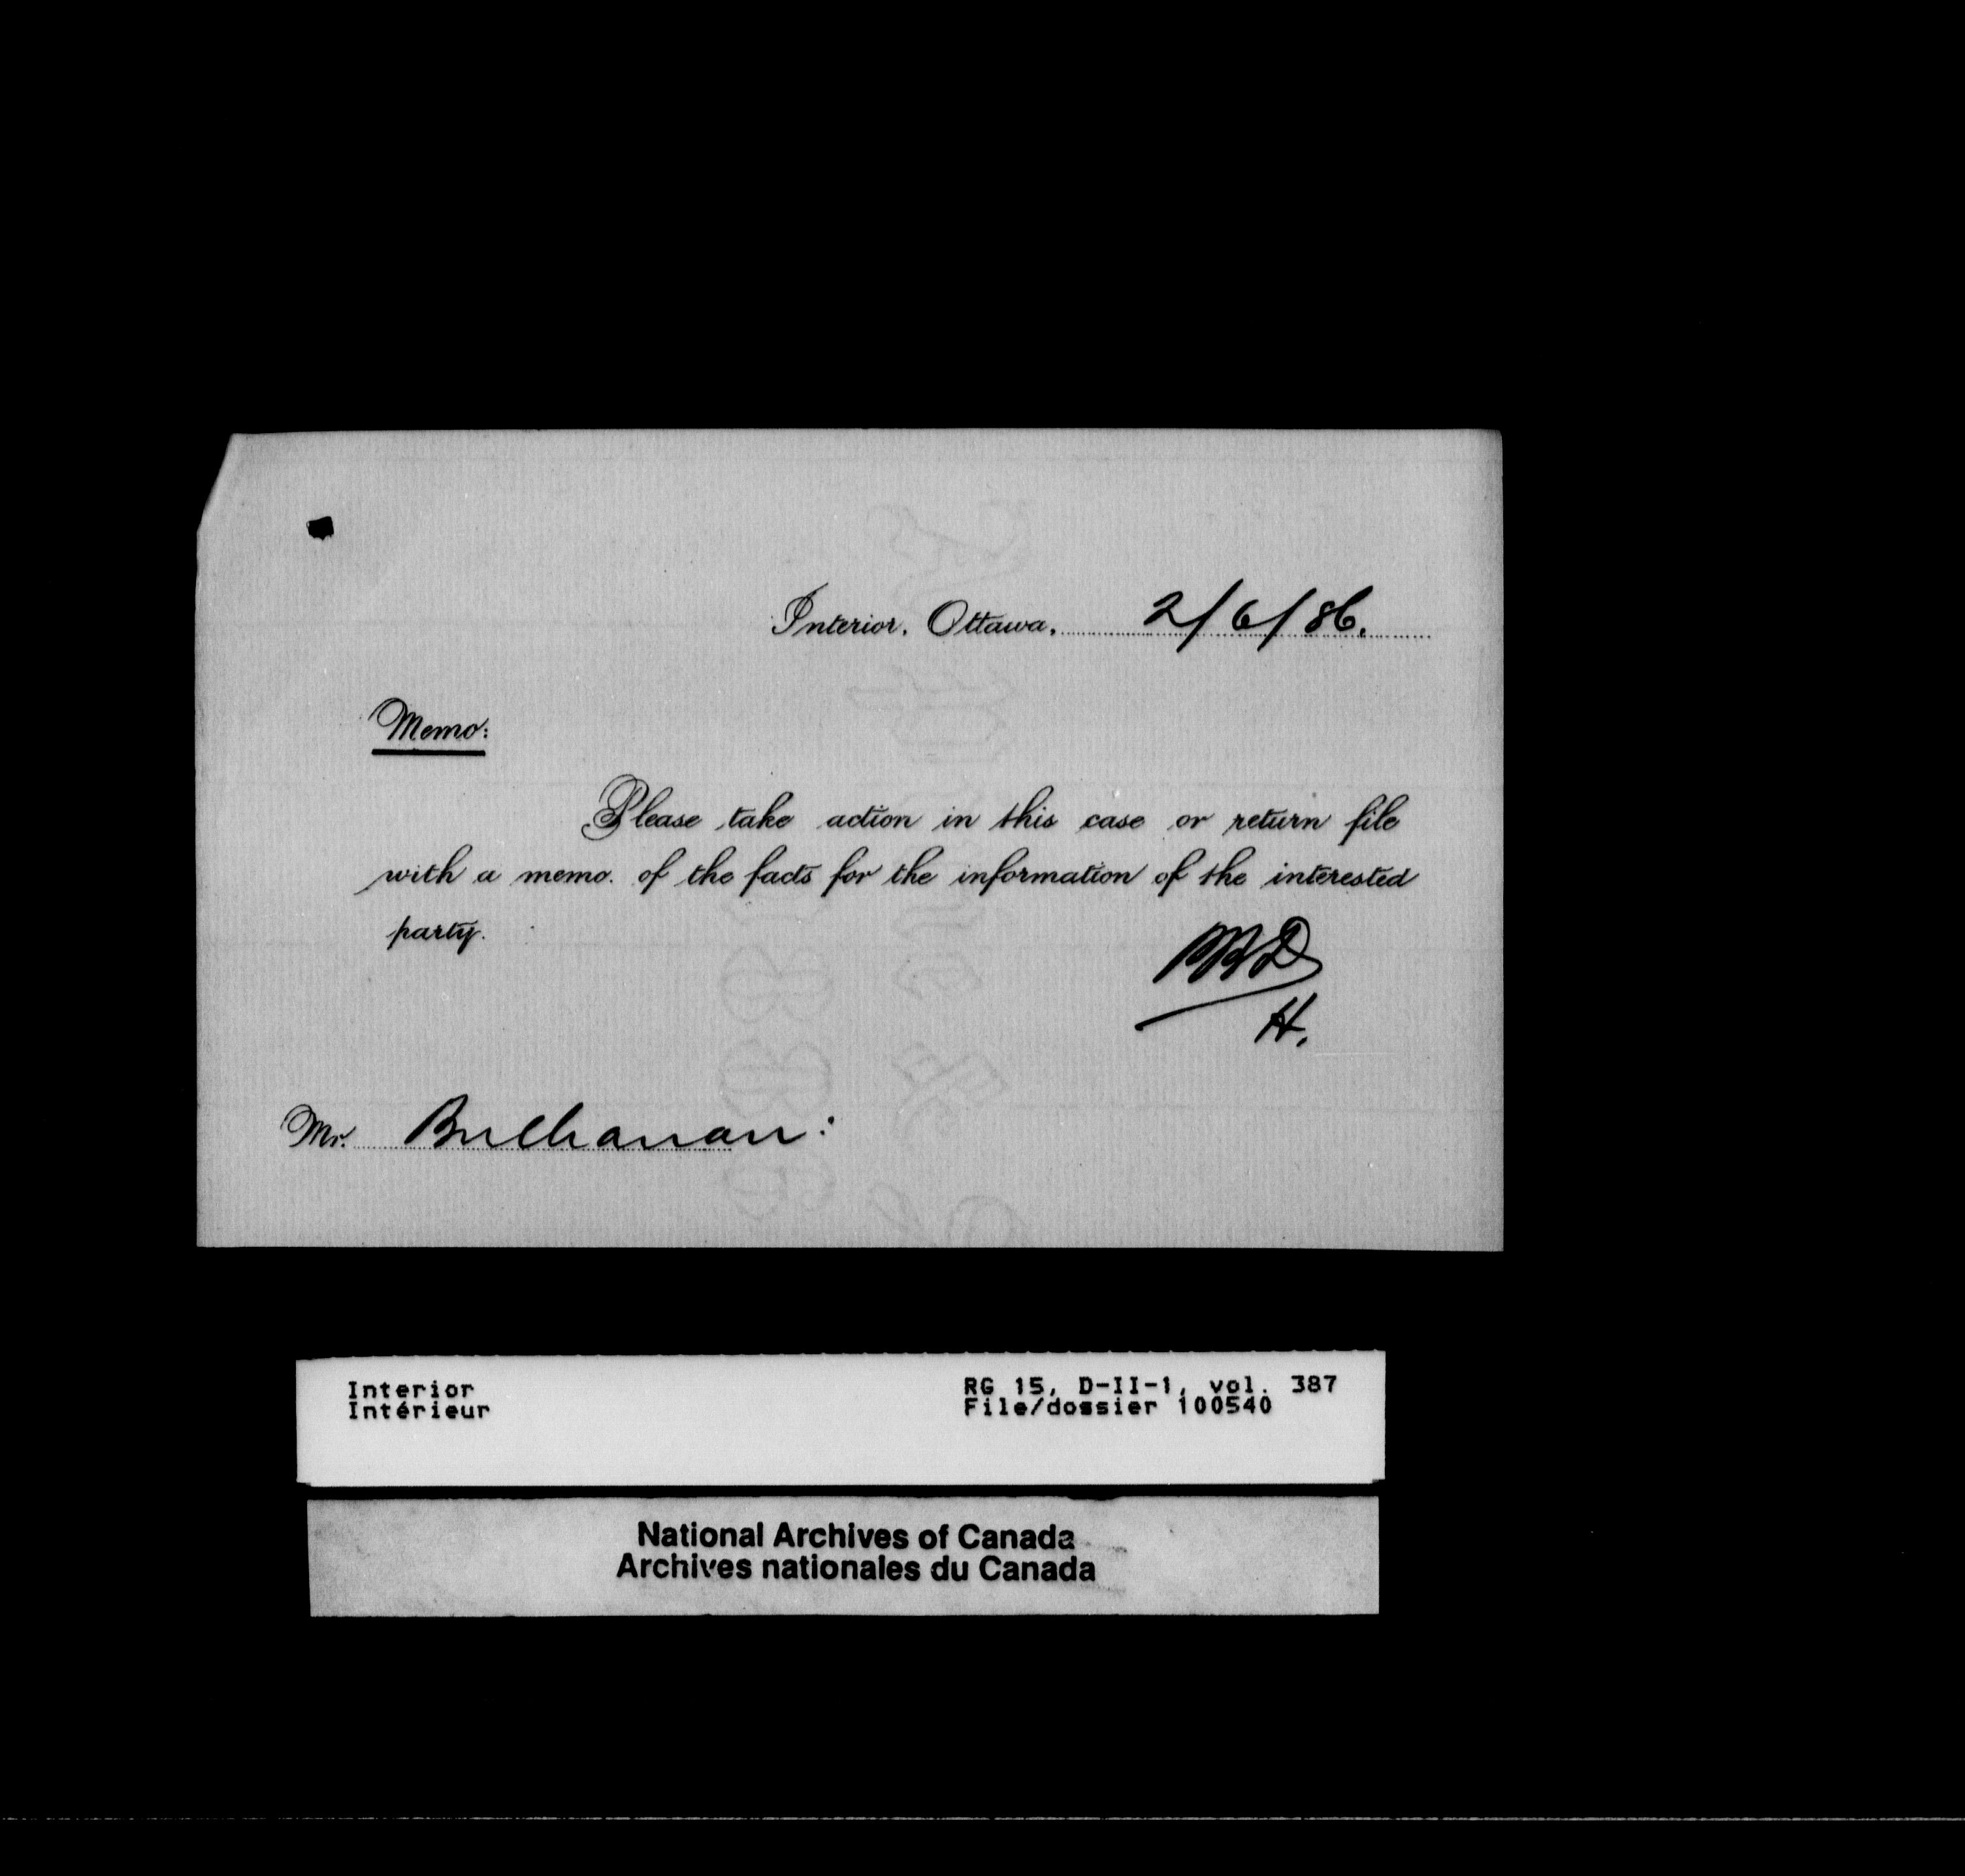 Interior, Ottawa, 2/6/86.
Memo:
Please take action in this case or return file
with a memo. of the facts for the information of the interested
party.
H.
Mr. Buchanan:
Interior
Intérieur
RG 15, D-II-1, vol. 387
File/dossier 100540
National Archives of Canada
Archives nationales du Canada